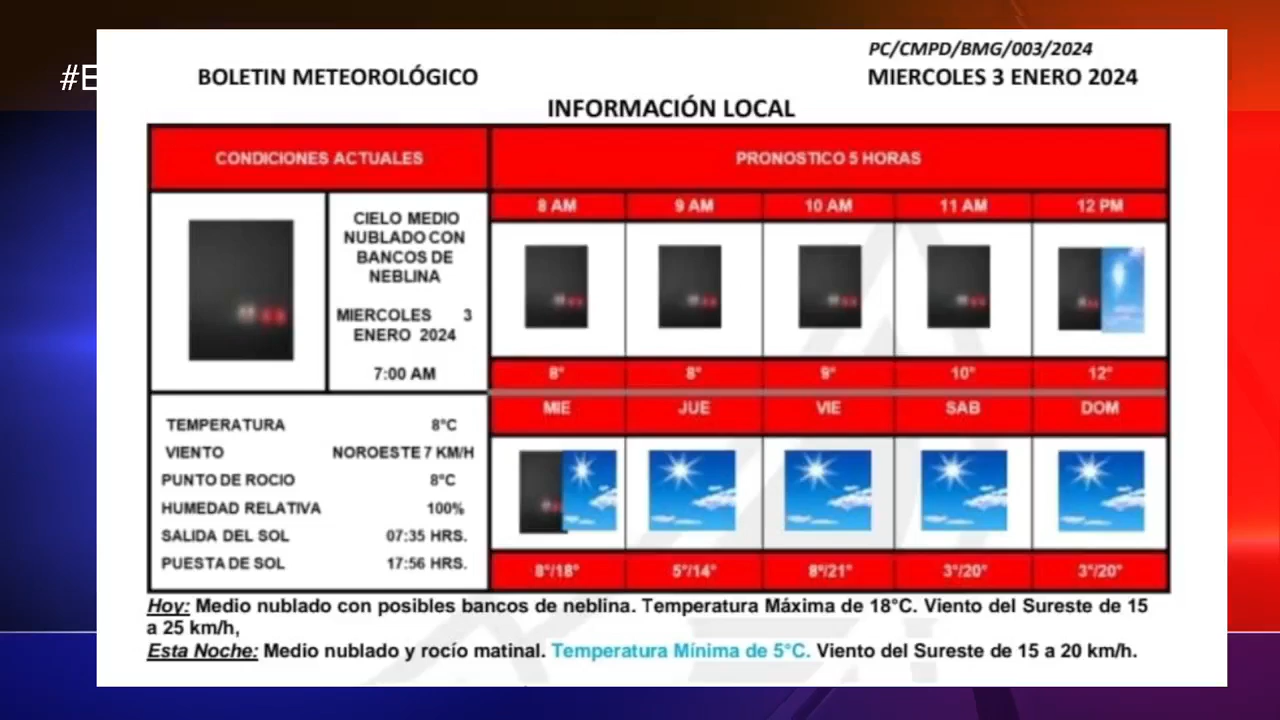 #E
PC/CMPD/BMG/003/2024
BOLETIN METEOROLÓGICO
MIERCOLES 3 ENERO 2024
INFORMACIÓN LOCAL
CONDICIONES ACTUALES
PRONOSTICO 5 HORAS
CIELO MEDIO
NUBLADO CON
BANCOS DE
NEBLINA
MIERCOLES 3
ENERO 2024
7:00 AM
8 AM 9 AM 10 AM 11 AM 12 PM
8° 8° 9° 10° 12°
MIE JUE VIE SAB DOM
8°/18° 5°/14° 8°/21° 3°/20° 3°/20°
TEMPERATURA 8°C
VIENTO NOROESTE 7 KM/H
PUNTO DE ROCIO 8°C
HUMEDAD RELATIVA 100%
SALIDA DEL SOL 07:35 HRS.
PUESTA DE SOL 17:56 HRS.
Hoy: Medio nublado con posibles bancos de neblina. Temperatura Máxima de 18°C. Viento del Sureste de 15
a 25 km/h,
Esta Noche: Medio nublado y rocío matinal. Temperatura Mínima de 5°C. Viento del Sureste de 15 a 20 km/h.